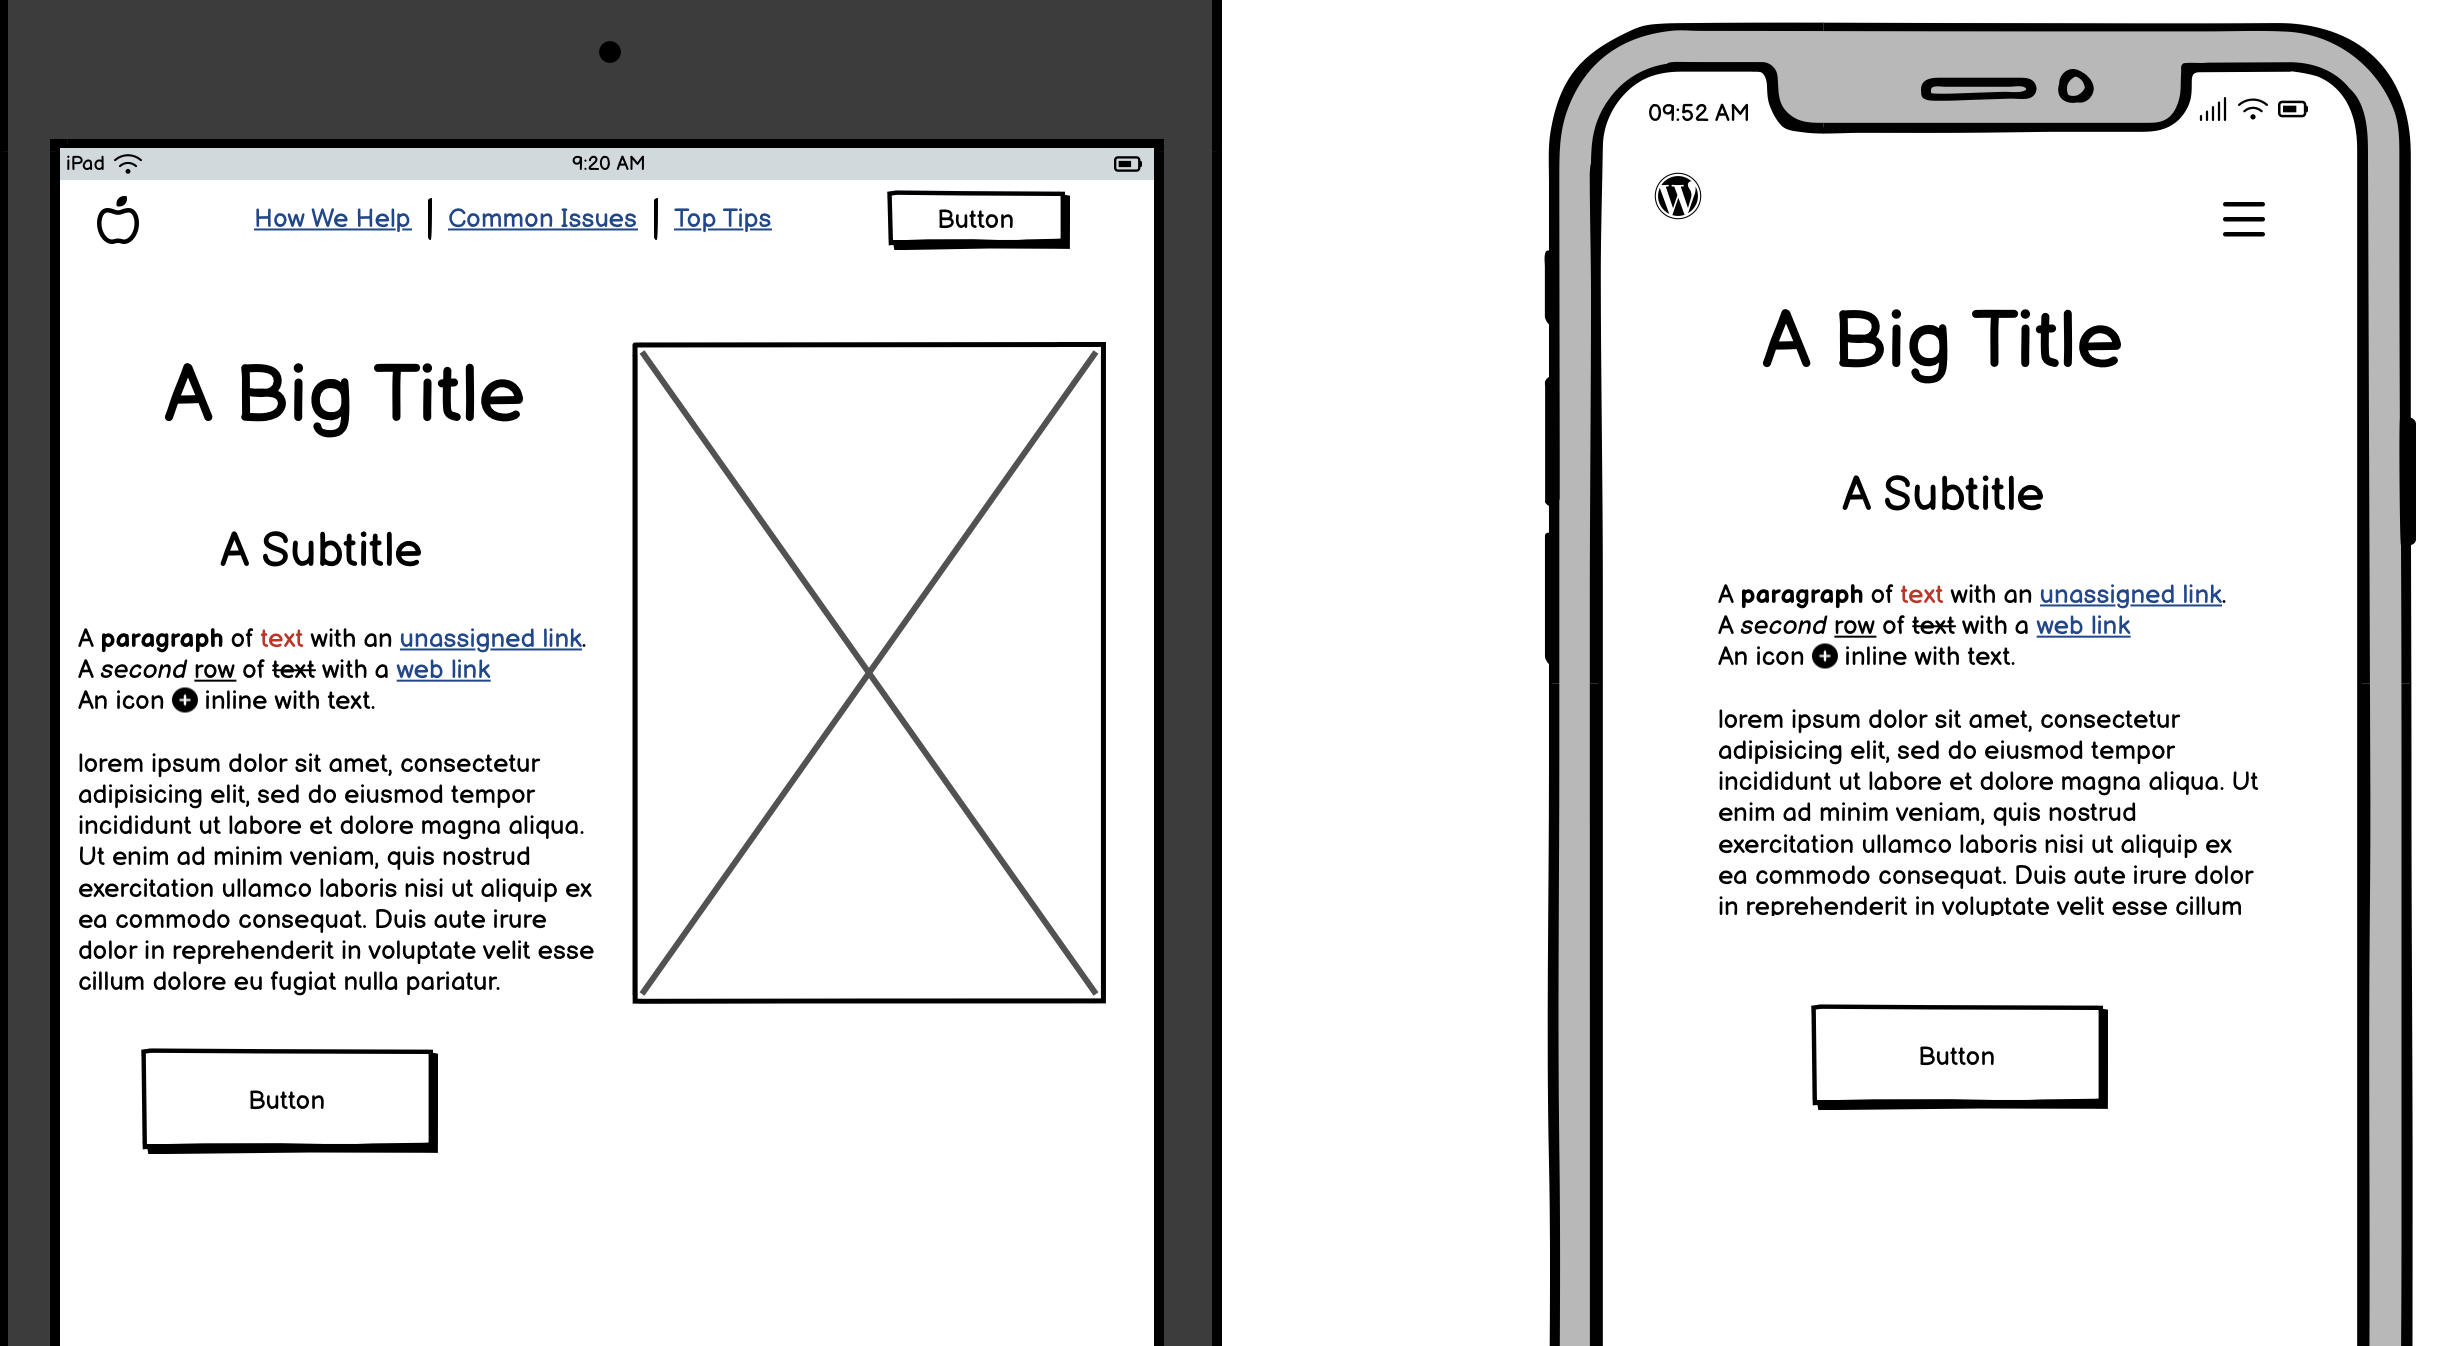 iPad 9:20 AM
How We Help Common Issues Top Tips Button
A Big Title
A Subtitle
A paragraph of text with an unassigned link.
A second row of text with a web link
An icon inline with text.
lorem ipsum dolor sit amet, consectetur
adipisicing elit, sed do eiusmod tempor
incididunt ut labore et dolore magna aliqua.
Ut enim ad minim veniam, quis nostrud
exercitation ullamco laboris nisi ut aliquip ex
ea commodo consequat. Duis aute irure
dolor in reprehenderit in voluptate velit esse
cillum dolore eu fugiat nulla pariatur.
Button
09:52 AM
A Big Title
A Subtitle
A paragraph of text with an unassigned link.
A second row of text with a web link
An icon inline with text.
lorem ipsum dolor sit amet, consectetur
adipisicing elit, sed do eiusmod tempor
incididunt ut labore et dolore magna aliqua. Ut
enim ad minim veniam, quis nostrud
exercitation ullamco laboris nisi ut aliquip ex
ea commodo consequat. Duis aute irure dolor
in reprehenderit in voluptate velit esse cillum
Button